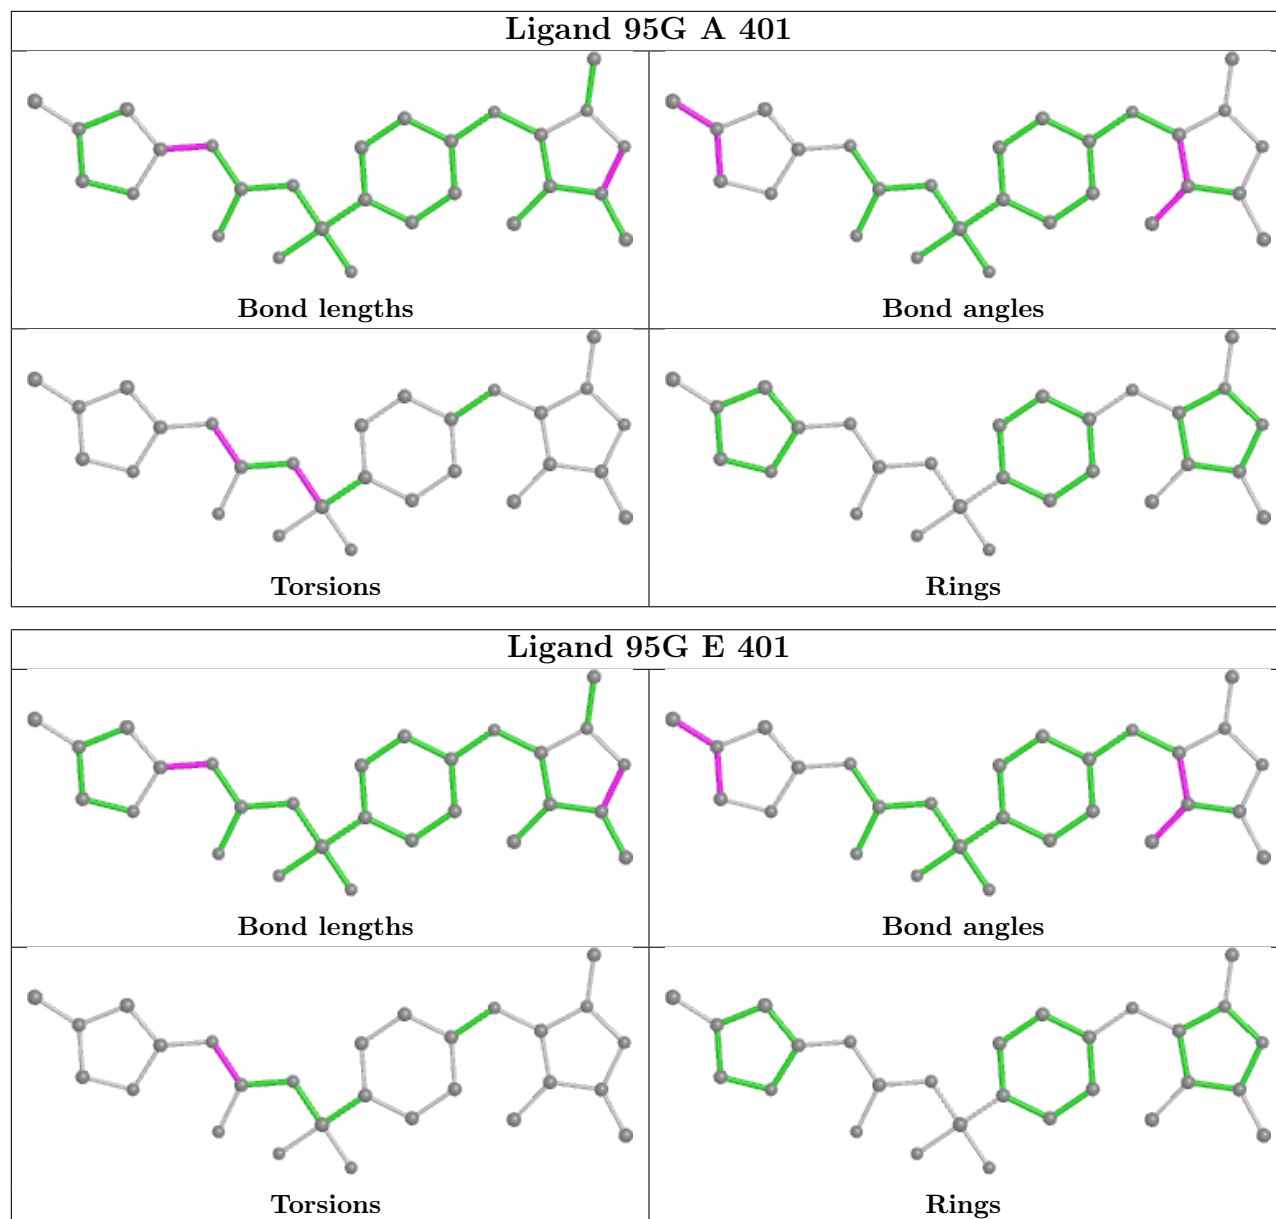 Ligand 95G A 401
Bond lengths
Bond angles
Torsions
Rings
Ligand 95G E 401
Bond lengths
Bond angles
Torsions
Rings